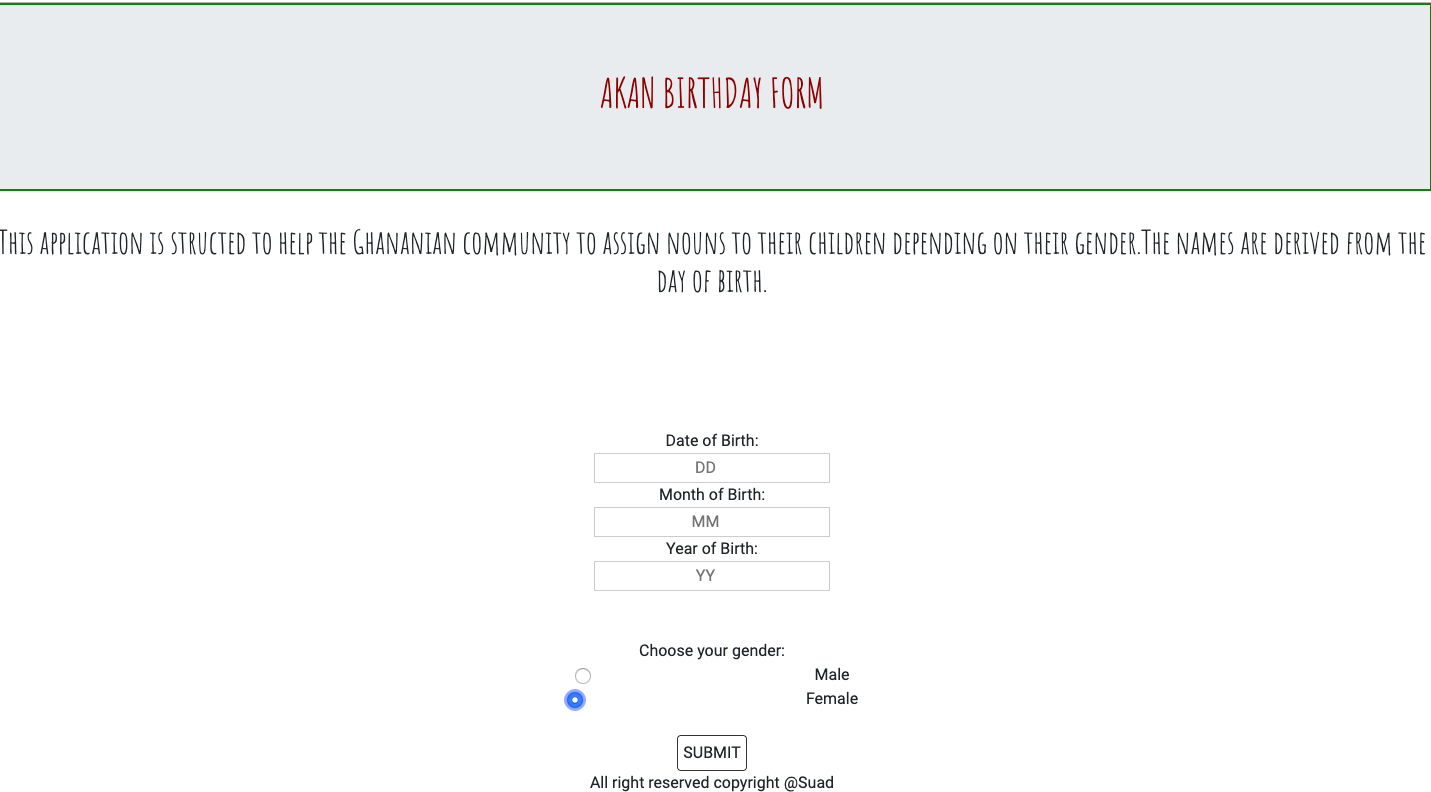 AKAN BIRTHDAY FORM
This application is structed to help the Ghananian community to assign nouns to their children depending on their gender.The names are derived from the
day of birth.
Date of Birth:
DD
Month of Birth:
MM
Year of Birth:
YY
Choose your gender:
Male
Female
SUBMIT
All right reserved copyright @Suad